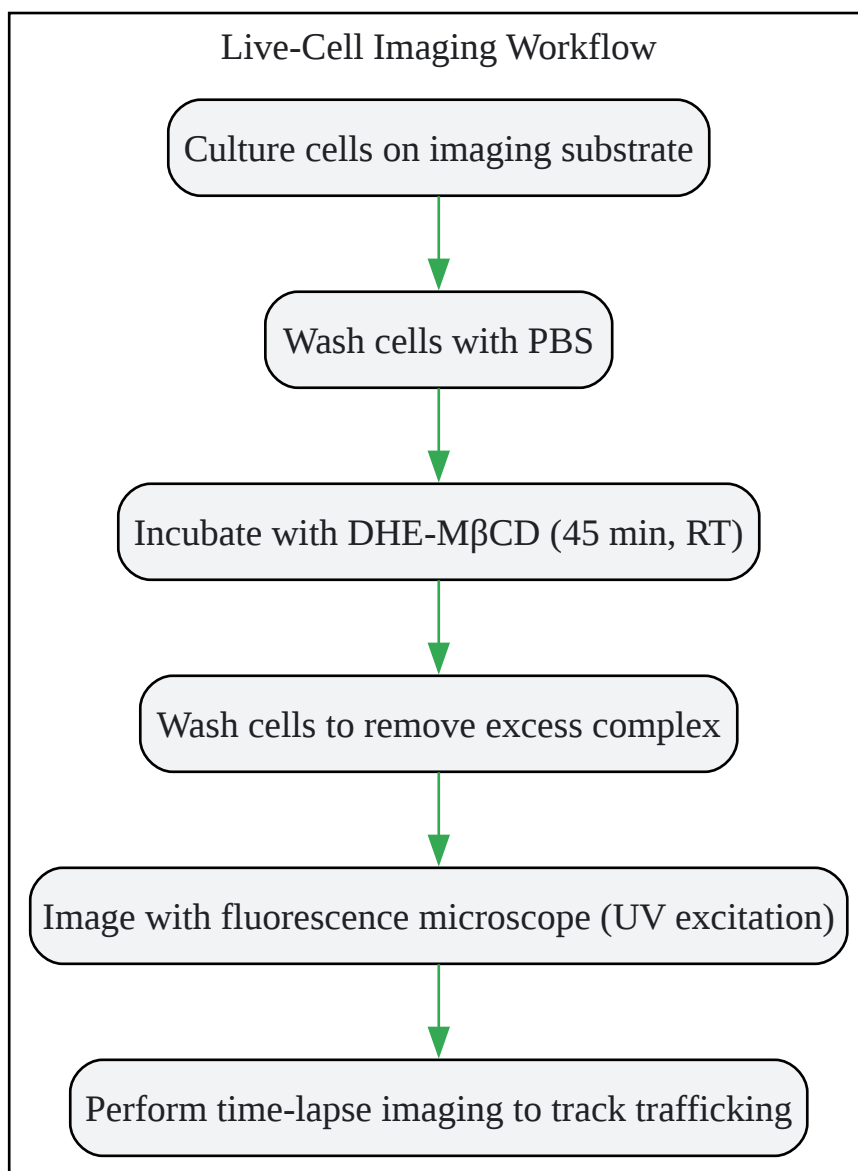 Live-Cell Imaging Workflow
Culture cells on imaging substrate
Wash cells with PBS
Incubate with DHE-MβCD (45 min, RT)
Wash cells to remove excess complex
Image with fluorescence microscope (UV excitation)
Perform time-lapse imaging to track trafficking